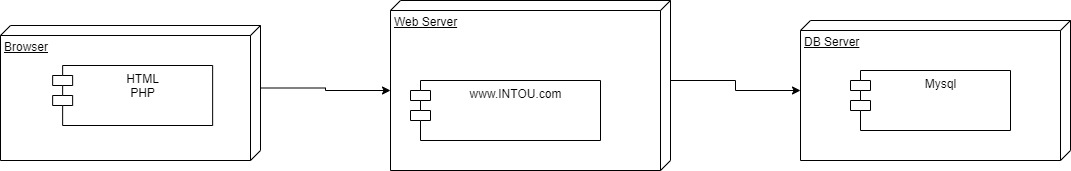 Browser
HTML
PHP
Web Server
www.INTOU.com
DB Server
Mysql